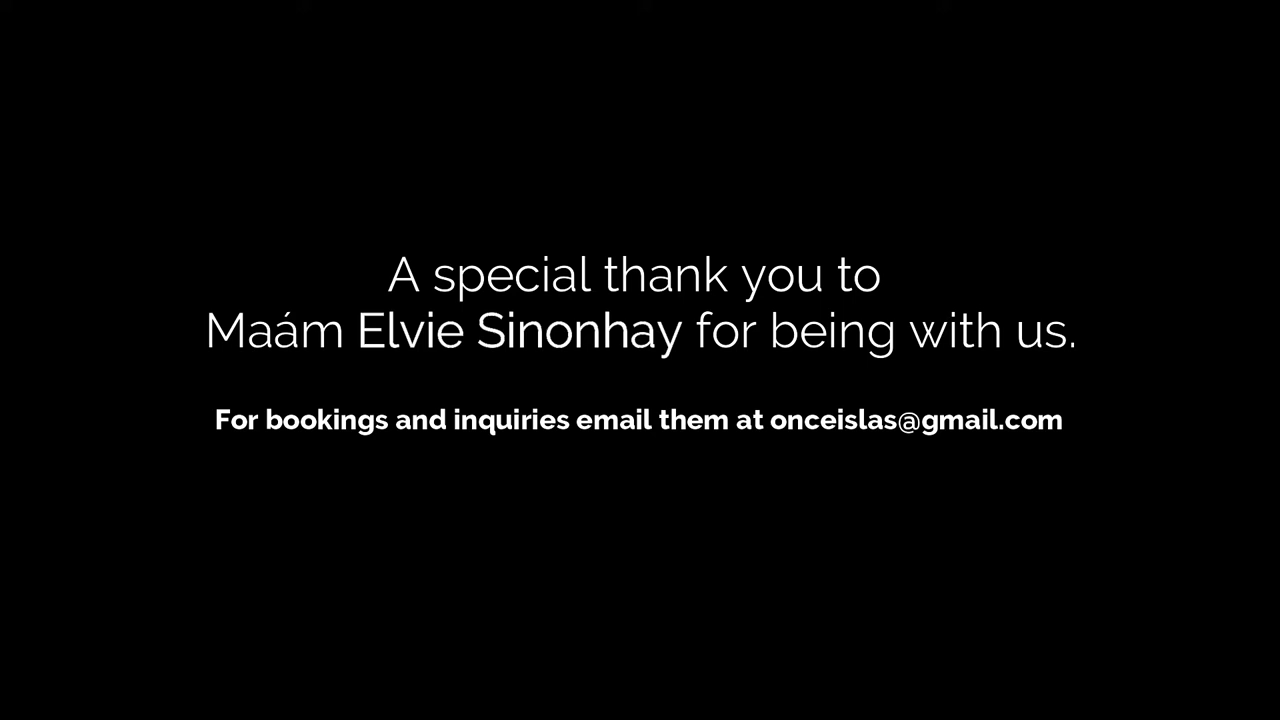 A special thank you to
Maám Elvie Sinonhay for being with us.
For bookings and inquiries email them at onceislas@gmail.com